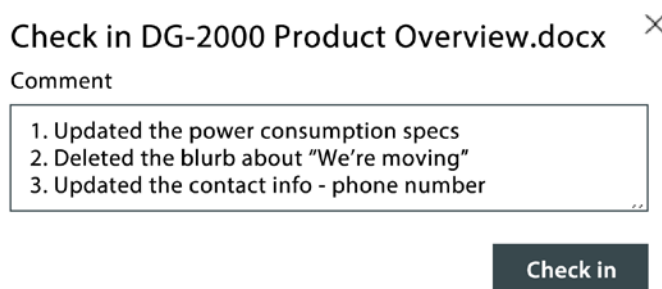 Check in DG-2000 Product Overview.docx
Comment
1. Updated the power consumption specs
2. Deleted the blurb about “We’re moving”
3. Updated the contact info - phone number
Check in